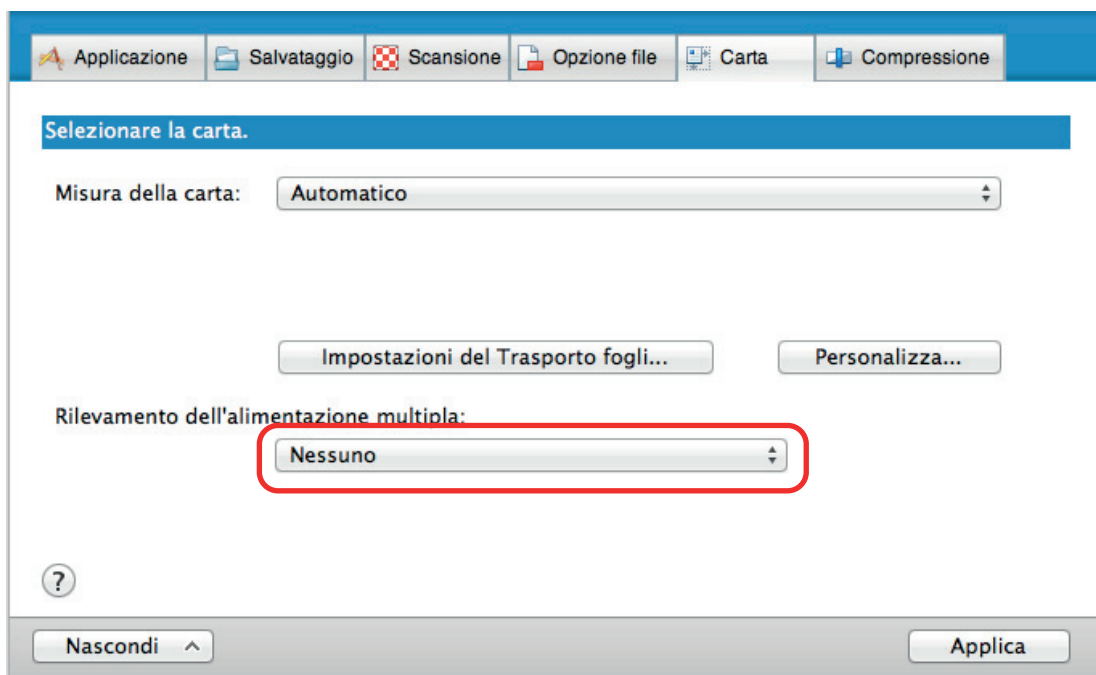 Applicazione Salvataggio Scansione Opzione file Carta Compressione
Selezionare la carta.
Misura della carta: Automatico
Impostazioni del Trasporto fogli... Personalizza...
Rilevamento dell'alimentazione multipla:
Nessuno
?
Nascondi Applica